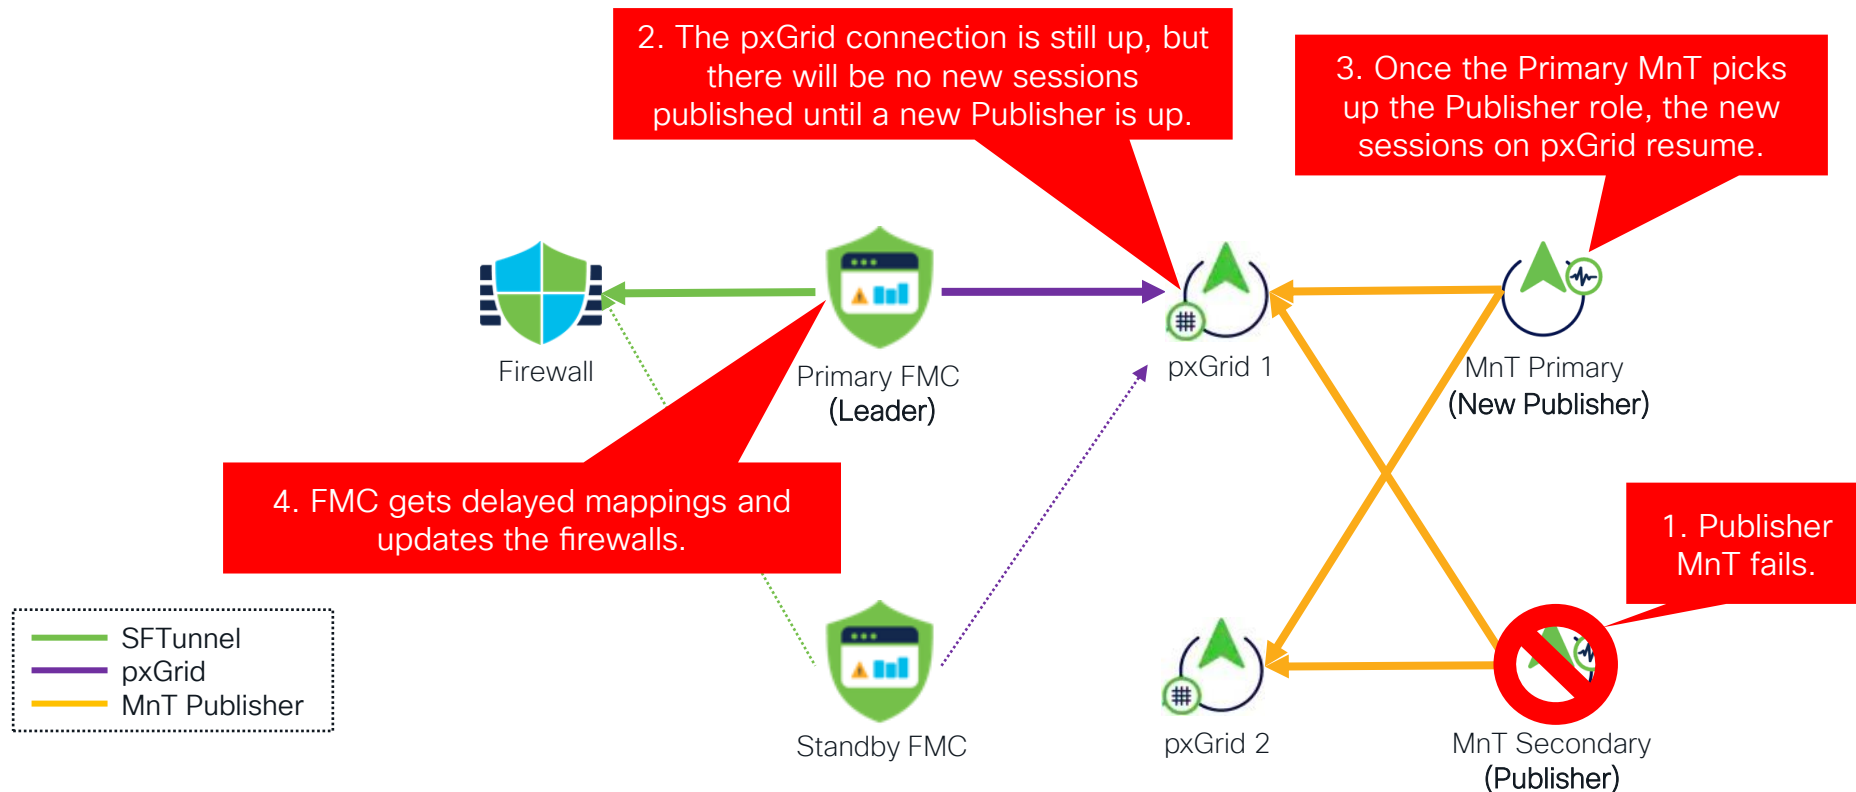 2. The pxGrid connection is still up, but
there will be no new sessions
published until a new Publisher is up.
3. Once the Primary MnT picks
up the Publisher role, the new
sessions on pxGrid resume.
Firewall
Primary FMC
(Leader)
pxGrid 1
MnT Primary
(New Publisher)
4. FMC gets delayed mappings and
updates the firewalls.
1. Publisher
MnT fails.
SFTunnel
pxGrid
MnT Publisher
Standby FMC
pxGrid 2
MnT Secondary
(Publisher)